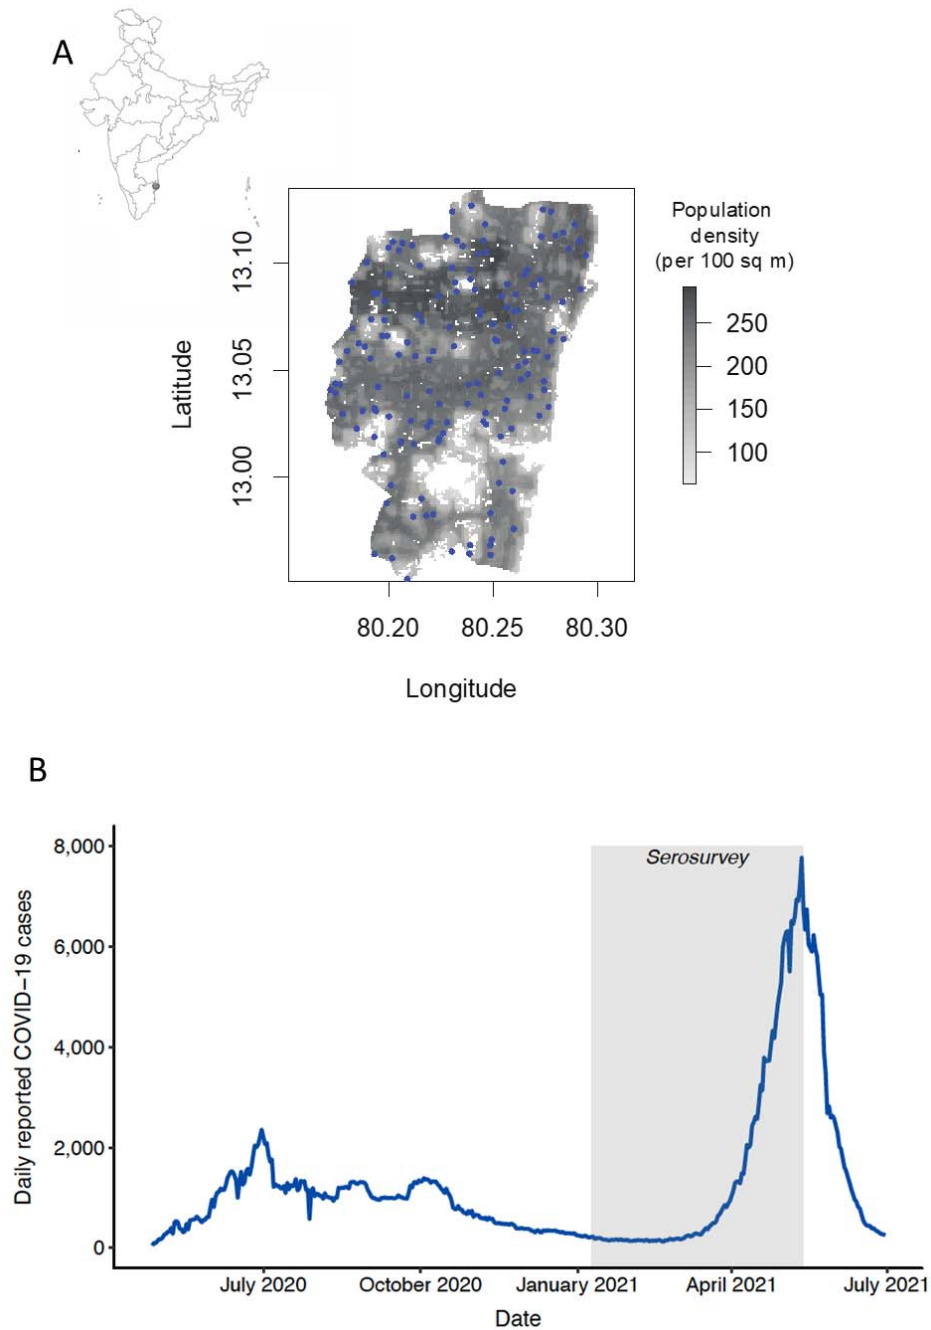 A
Population
density
(per 100 sq m)
250
200
150
100
Latitude
13.10
13.05
13.00
80.20 80.25 80.30
Longitude
B
Daily reported COVID−19 cases
8,000
6,000
4,000
2,000
0
Serosurvey
July 2020 October 2020 January 2021 April 2021 July 2021
Date